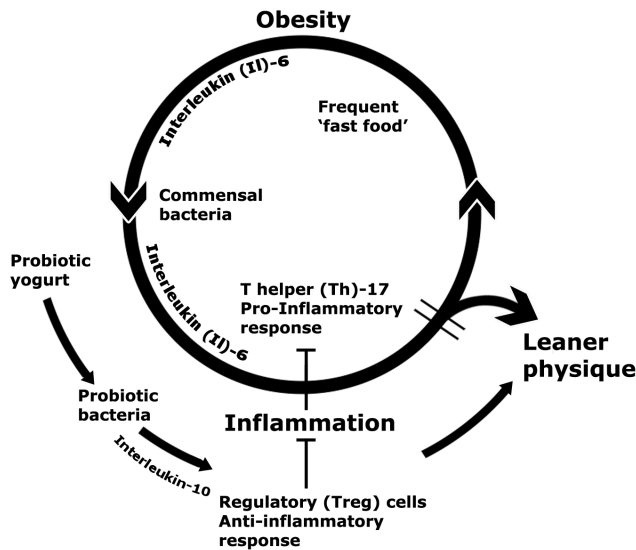 Obesity
Interleukin (Il)-6
Frequent
‘fast food’
Commensal
bacteria
Interleukin (Il)-6
Probiotic
yogurt
T helper (Th)-17
Pro-Inflammatory
response
Leaner
physique
Probiotic
bacteria
Inflammation
Interleukin-10
Regulatory (Treg) cells
Anti-inflammatory
response